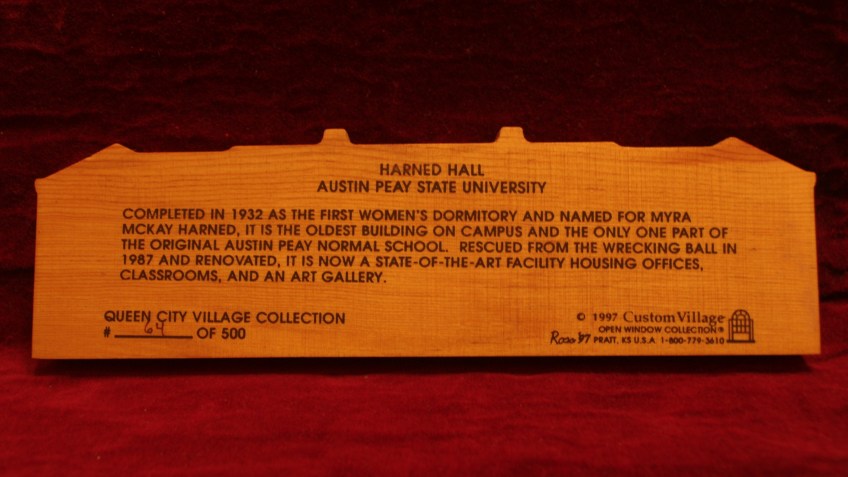 HARNED HALL
AUSTIN PEAY STATE UNIVERSITY
COMPLETED IN 1932 AS THE FIRST WOMEN'S DORMITORY AND NAMED FOR MYRA
MCKAY HARNED, IT IS THE OLDEST BUILDING ON CAMPUS AND THE ONLY ONE PART OF
THE ORIGINAL AUSTIN PEAY NORMAL SCHOOL. RESCUED FROM THE WRECKING BALL IN
1987 AND RENOVATED, IT IS NOW A STATE-OF-THE-ART FACILITY HOUSING OFFICES,
CLASSROOMS, AND AN ART GALLERY.
QUEEN CITY VILLAGE COLLECTION
# 64 OF 500
© 1997 Custom Village
OPEN WINDOW COLLECTION®
'97 PRATT, KS U.S.A 1-800-779-3610